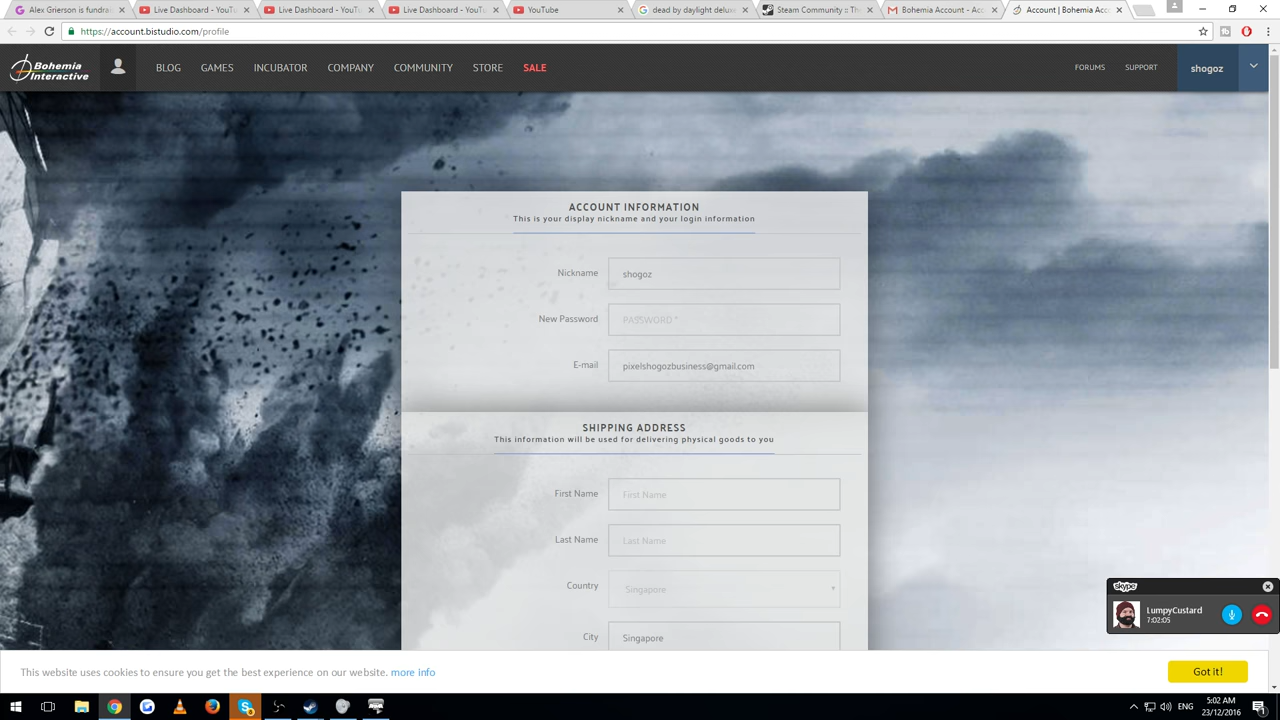 Alex Grierson is fundra
Live Dashboard - YouTu
Live Dashboard - YouTu
Live Dashboard - YouTu
YouTube
dead by daylight deluxe
Steam Community :: Th
Bohemia Account - Acc
Account | Bohemia Acc
https://account.bistudio.com/profile
Bohemia Interactive
BLOG
GAMES
INCUBATOR
COMPANY
COMMUNITY
STORE
SALE
FORUMS
SUPPORT
shogoz
ACCOUNT INFORMATION
This is your display nickname and your login information
Nickname
shogoz
New Password
PASSWORD *
E-mail
pixelshogozbusiness@gmail.com
SHIPPING ADDRESS
This information will be used for delivering physical goods to you
First Name
First Name
Last Name
Last Name
Country
Singapore
City
Singapore
skype
LumpyCustard
7:02:05
This website uses cookies to ensure you get the best experience on our website. more info
Got it!
ENG
5:02 AM
23/12/2016
1